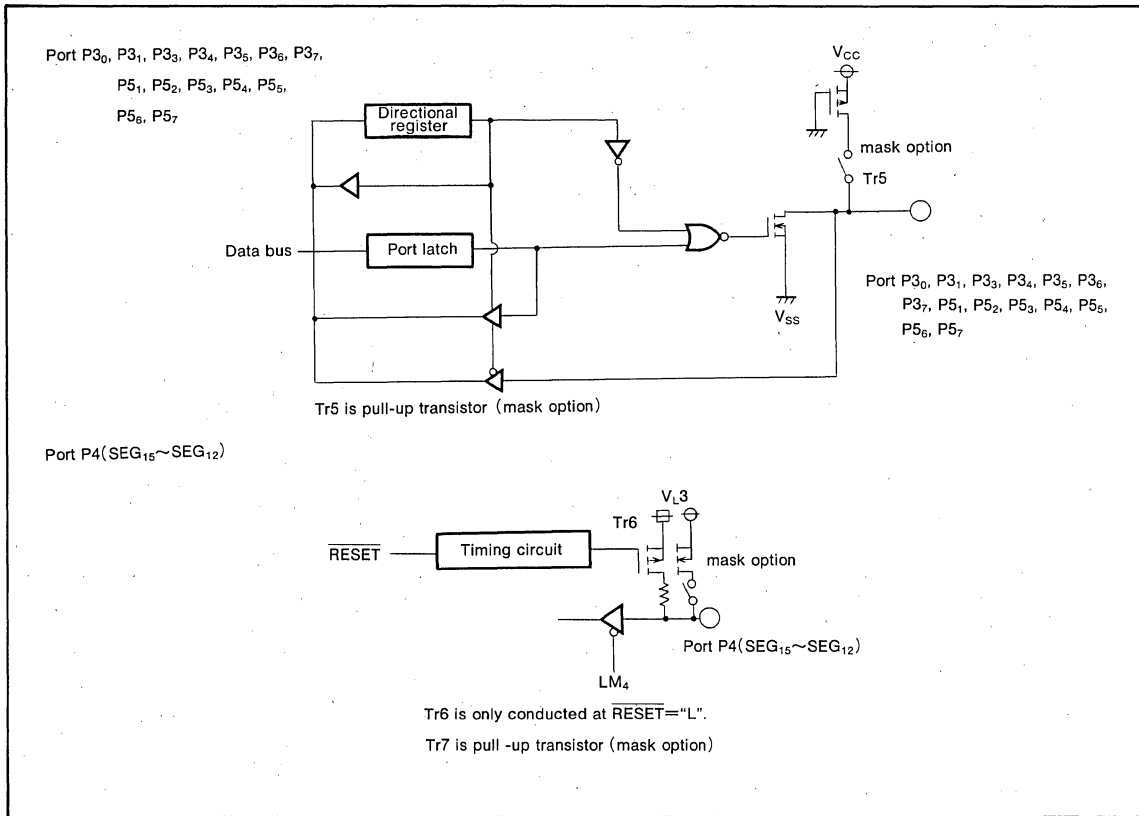 Port P3₀, P3₁, P3₃, P3₄, P3₅, P3₆, P3₇,
P5₁, P5₂, P5₃, P5₄, P5₅,
P5₆, P5₇
Directional
register
Data bus
Port latch
V_CC
mask option
Tr5
V_SS
Port P3₀, P3₁, P3₃, P3₄, P3₅, P3₆,
P3₇, P5₁, P5₂, P5₃, P5₄, P5₅,
P5₆, P5₇
Tr5 is pull-up transistor (mask option)
Port P4(SEG₁₅~SEG₁₂)
V_L3
Tr6
R̅E̅S̅E̅T̅
Timing circuit
mask option
Port P4(SEG₁₅~SEG₁₂)
LM₄
Tr6 is only conducted at R̅E̅S̅E̅T̅="L".
Tr7 is pull -up transistor (mask option)